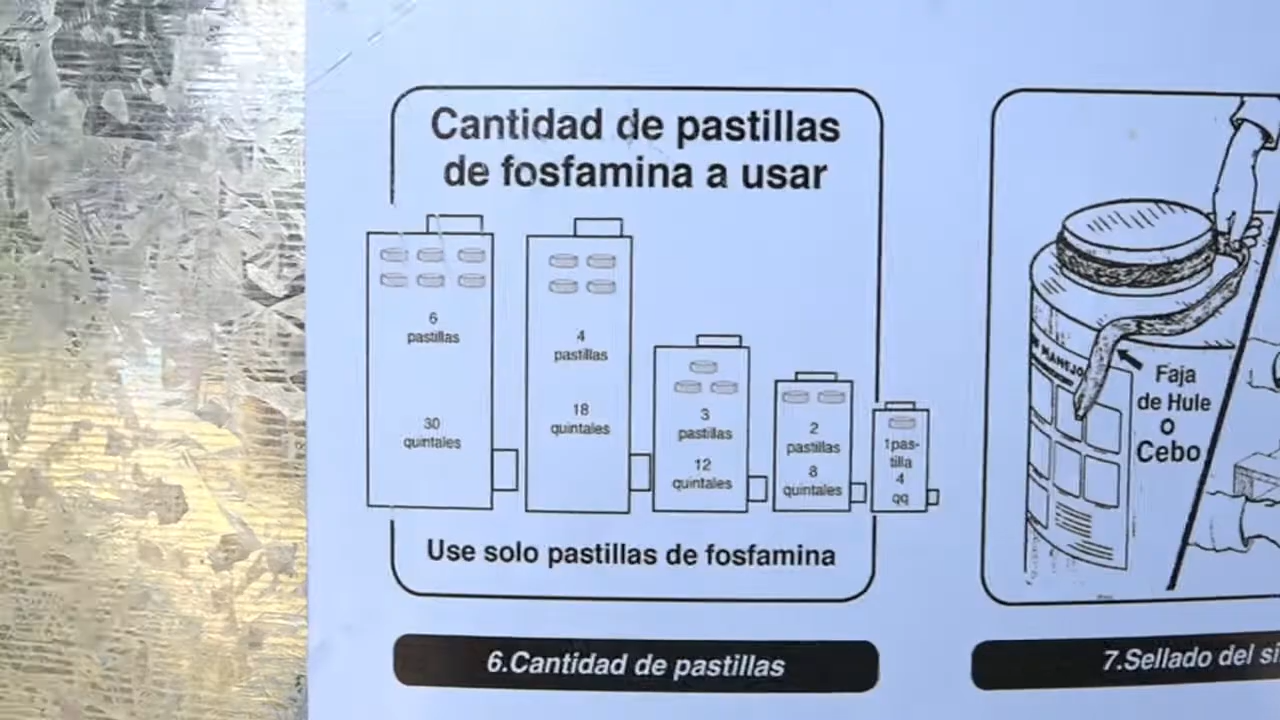 Cantidad de pastillas
de fosfamina a usar
6
pastillas
30
quintales
4
pastillas
18
quintales
3
pastillas
12
quintales
2
pastillas
8
quintales
1pas-
tilla
4
qq
Use solo pastillas de fosfamina
6.Cantidad de pastillas
MANEJO
Faja
de Hule
o
Cebo
7.Sellado del si